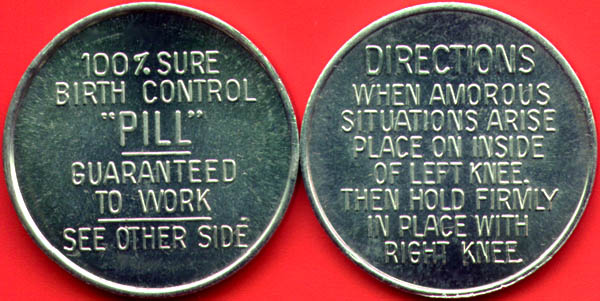 100% SURE
BIRTH CONTROL
"PILL"
GUARANTEED
TO WORK
SEE OTHER SIDE
DIRECTIONS
WHEN AMOROUS
SITUATIONS ARISE
PLACE ON INSIDE
OF LEFT KNEE.
THEN HOLD FIRMLY
IN PLACE WITH
RIGHT KNEE.